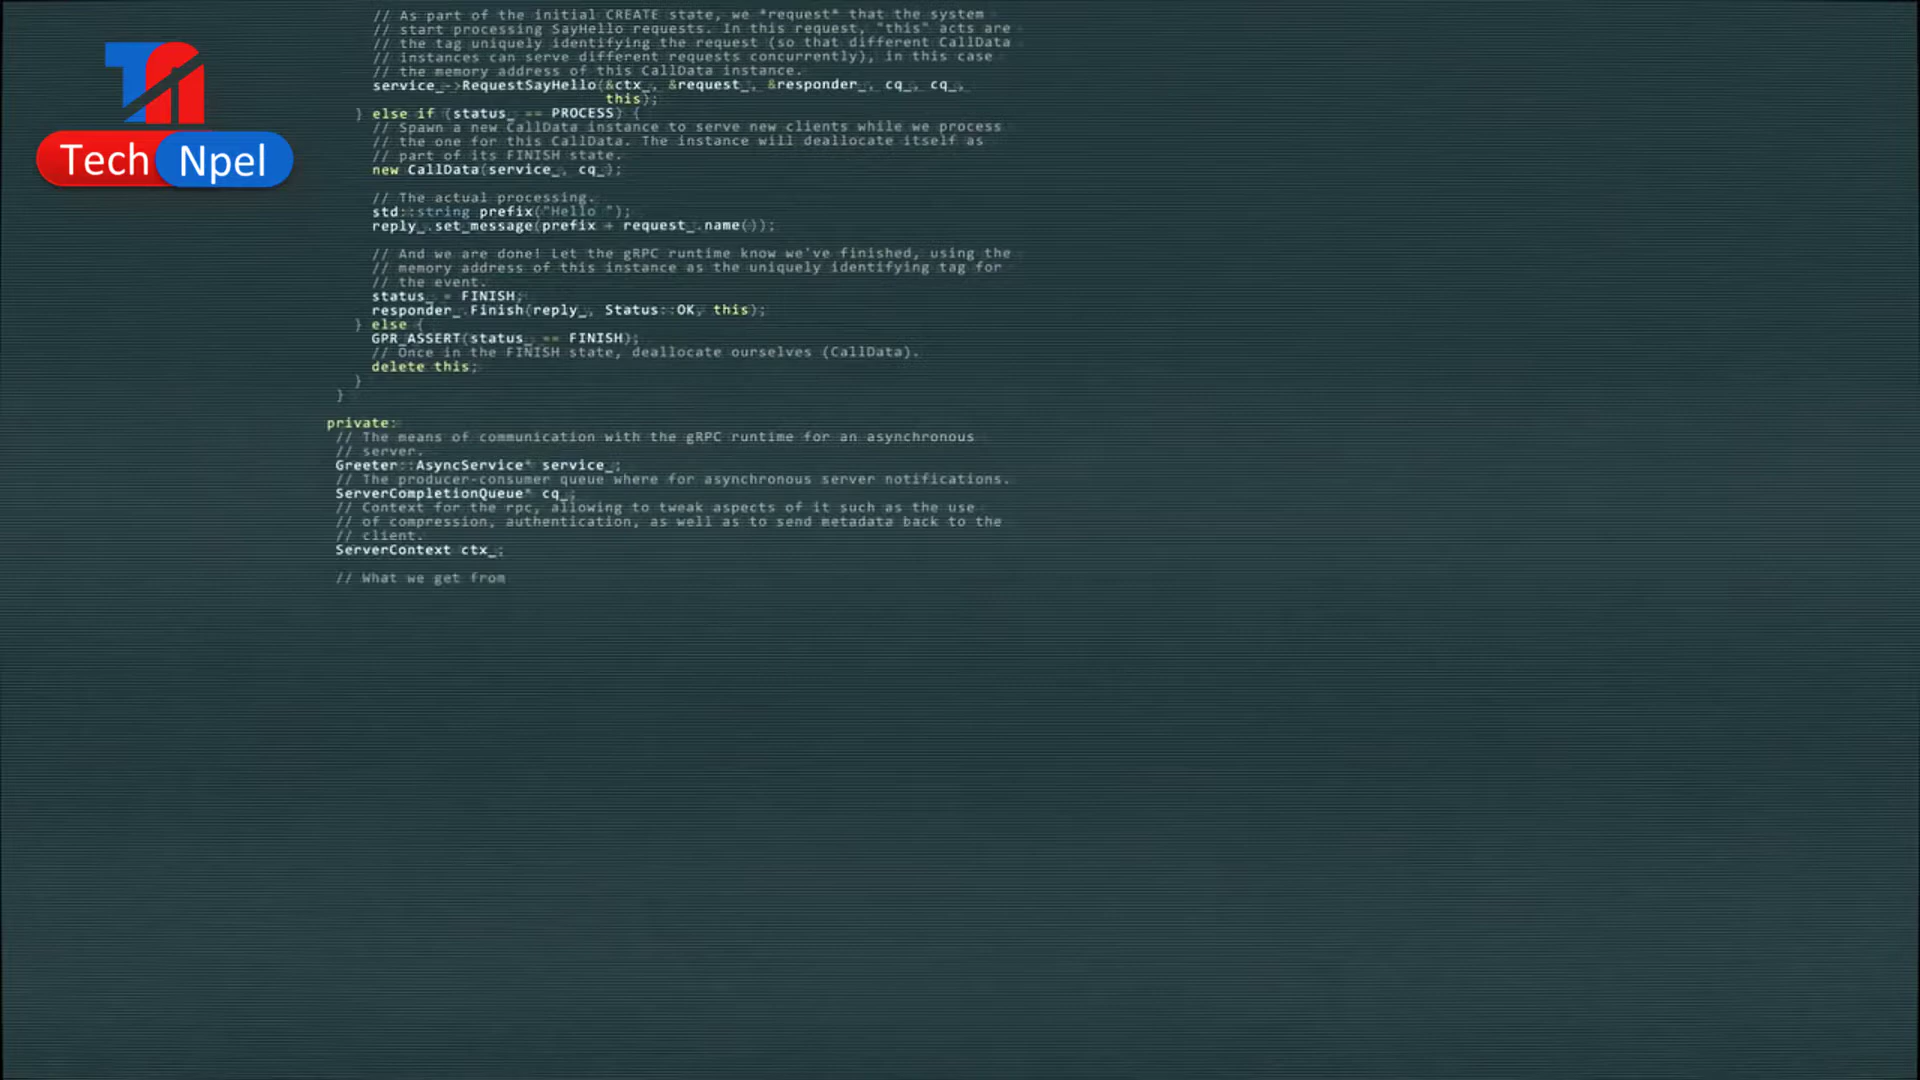 // As part of the initial CREATE state, we *request* that the system
// start processing SayHello requests. In this request, "this" acts are
// the tag uniquely identifying the request (so that different CallData
// instances can serve different requests concurrently), in this case
// the memory address of this CallData instance.
service_->RequestSayHello(&ctx_, &request_, &responder_, cq_, cq_,
this);
} else if (status_ == PROCESS) {
// Spawn a new CallData instance to serve new clients while we process
// the one for this CallData. The instance will deallocate itself as
// part of its FINISH state.
new CallData(service_, cq_);
// The actual processing.
std::string prefix("Hello ");
reply_.set_message(prefix + request_.name());
// And we are done! Let the gRPC runtime know we've finished, using the
// memory address of this instance as the uniquely identifying tag for
// the event.
status_ = FINISH;
responder_.Finish(reply_, Status::OK, this);
} else {
GPR_ASSERT(status_ == FINISH);
// Once in the FINISH state, deallocate ourselves (CallData).
delete this;
}
}
private:
// The means of communication with the gRPC runtime for an asynchronous
// server.
Greeter::AsyncService* service_;
// The producer-consumer queue where for asynchronous server notifications.
ServerCompletionQueue* cq_;
// Context for the rpc, allowing to tweak aspects of it such as the use
// of compression, authentication, as well as to send metadata back to the
// client.
ServerContext ctx_;
// What we get from
Tech Npel